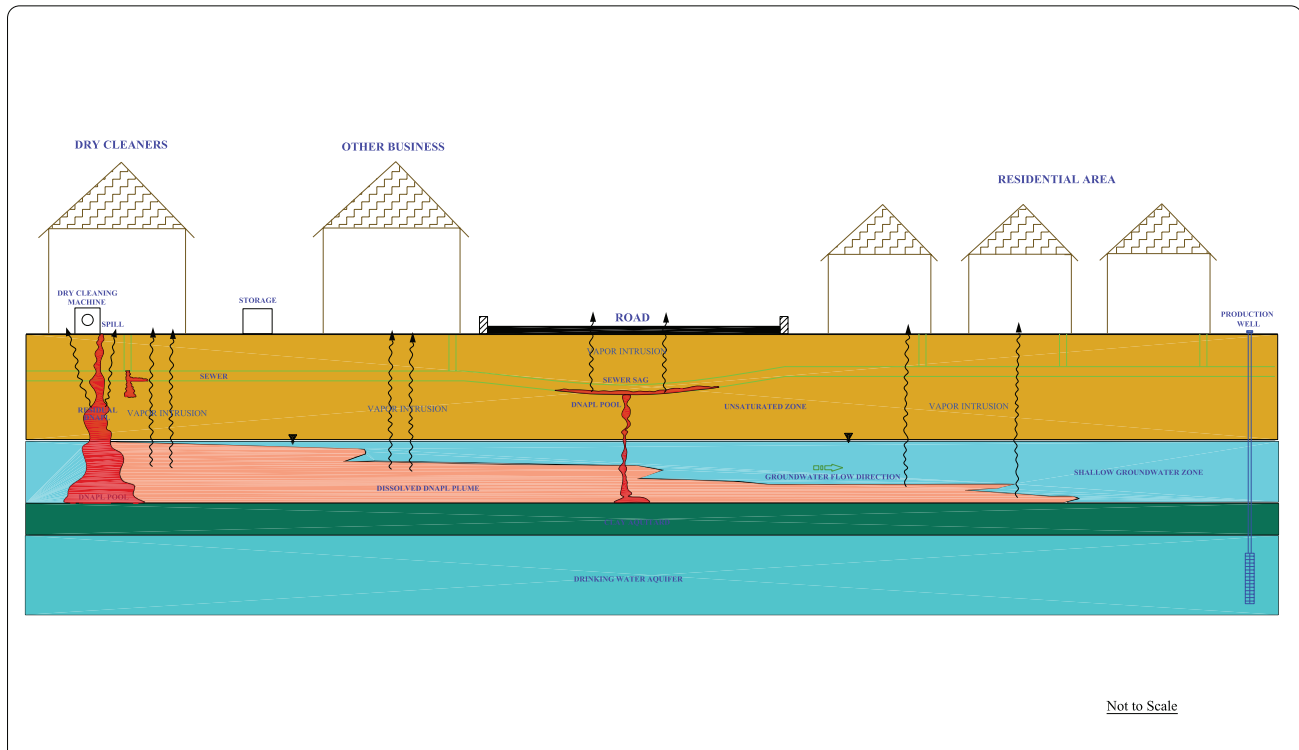 DRY CLEANERS
OTHER BUSINESS
RESIDENTIAL AREA
DRY CLEANING
MACHINE
SPILL
STORAGE
ROAD
PRODUCTION
WELL
VAPOR INTRUSION
SEWER
SEWER SAG
DNAPL POOL
UNSATURATED ZONE
RESIDUAL
VAPOR INTRUSION
VAPOR INTRUSION
VAPOR INTRUSION
GROUNDWATER FLOW DIRECTION
SHALLOW GROUNDWATER ZONE
DISSOLVED DNAPL PLUME
DNAPL POOL
DRINKING WATER AQUIFER
Not to Scale